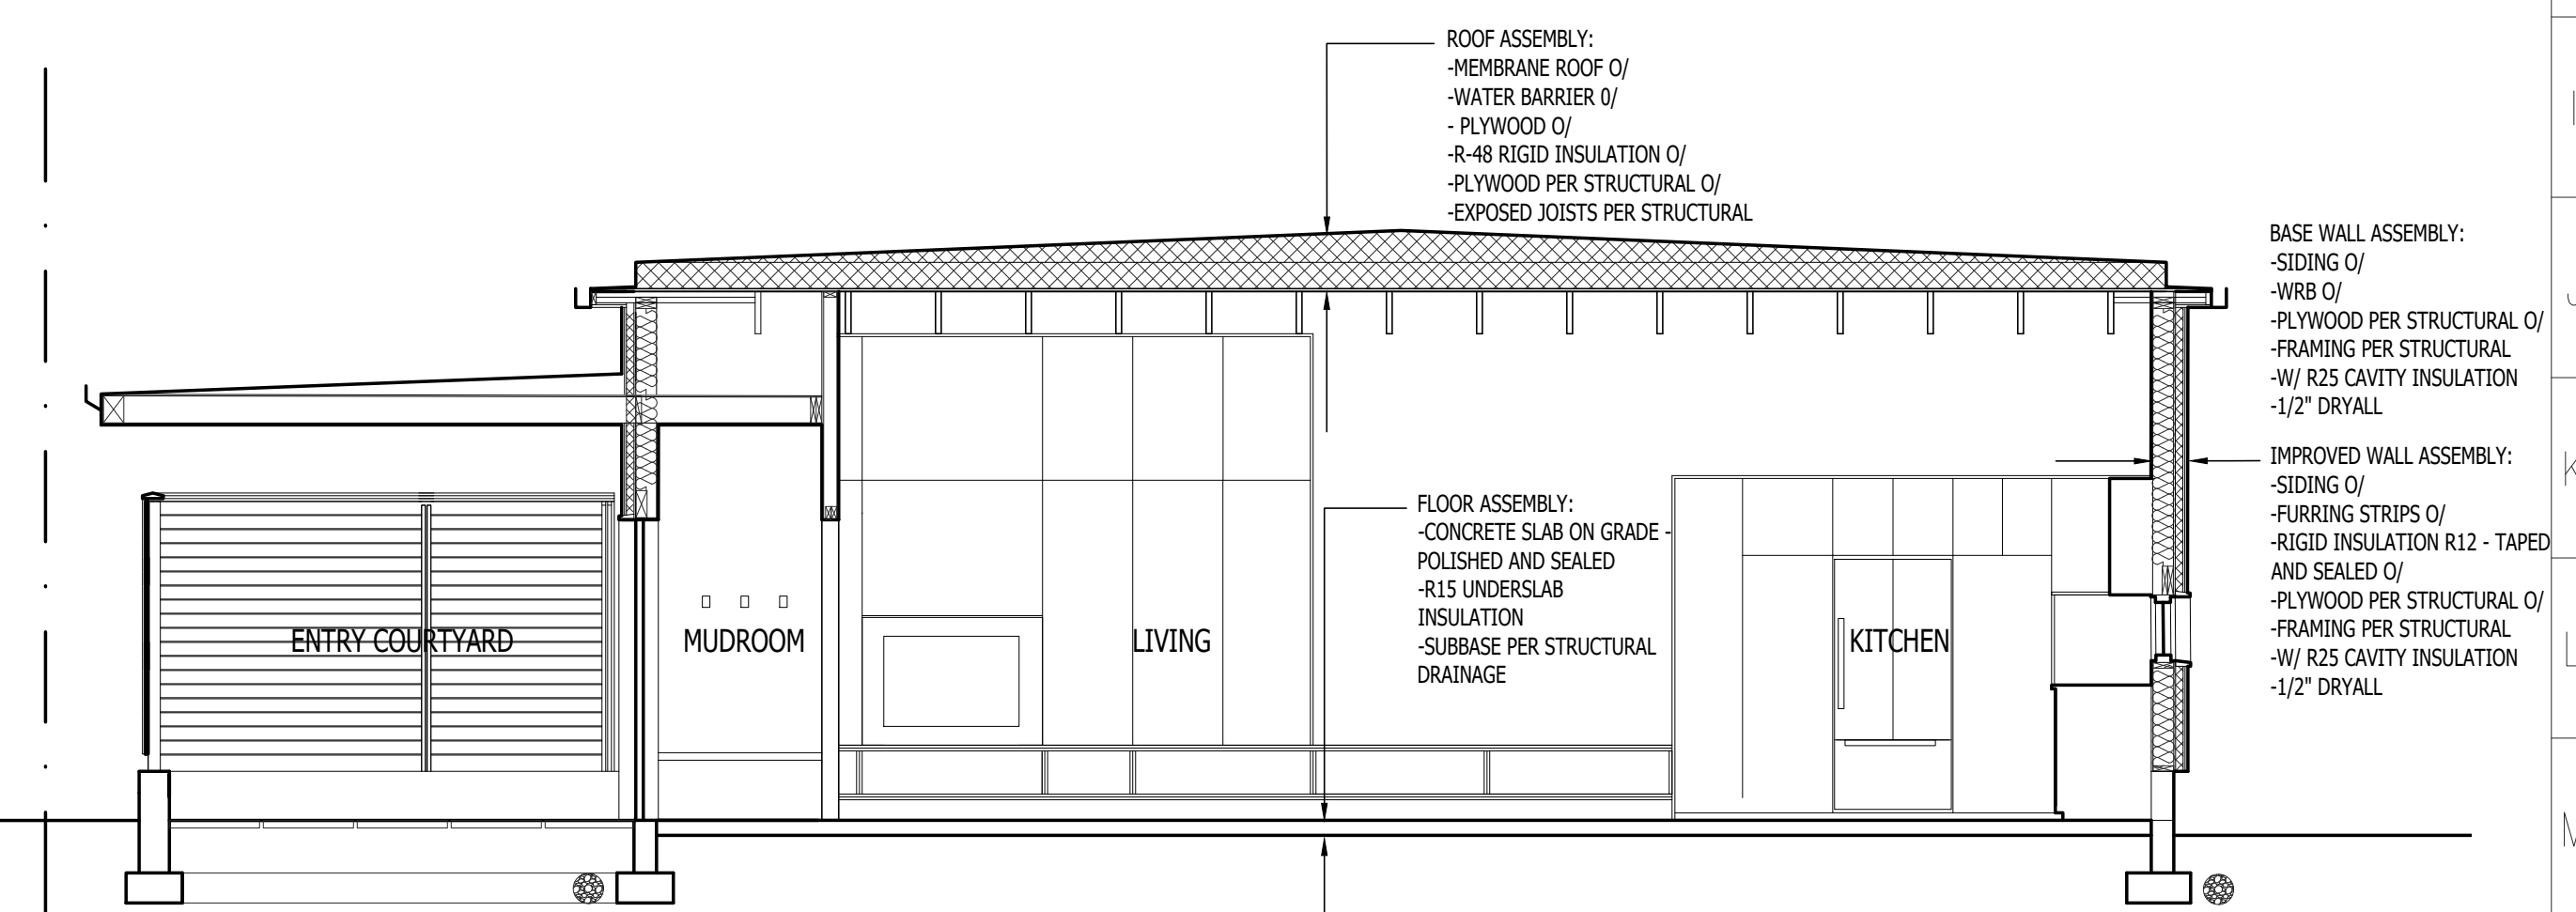 ROOF ASSEMBLY:
-MEMBRANE ROOF O/
-WATER BARRIER 0/
- PLYWOOD O/
-R-48 RIGID INSULATION O/
-PLYWOOD PER STRUCTURAL O/
-EXPOSED JOISTS PER STRUCTURAL
BASE WALL ASSEMBLY:
-SIDING O/
-WRB O/
-PLYWOOD PER STRUCTURAL O/
-FRAMING PER STRUCTURAL
-W/ R25 CAVITY INSULATION
-1/2" DRYALL
IMPROVED WALL ASSEMBLY:
-SIDING O/
-FURRING STRIPS O/
-RIGID INSULATION R12 - TAPED
AND SEALED O/
-PLYWOOD PER STRUCTURAL O/
-FRAMING PER STRUCTURAL
-W/ R25 CAVITY INSULATION
-1/2" DRYALL
FLOOR ASSEMBLY:
-CONCRETE SLAB ON GRADE -
POLISHED AND SEALED
-R15 UNDERSLAB
INSULATION
-SUBBASE PER STRUCTURAL
DRAINAGE
ENTRY COURTYARD
MUDROOM
LIVING
KITCHEN